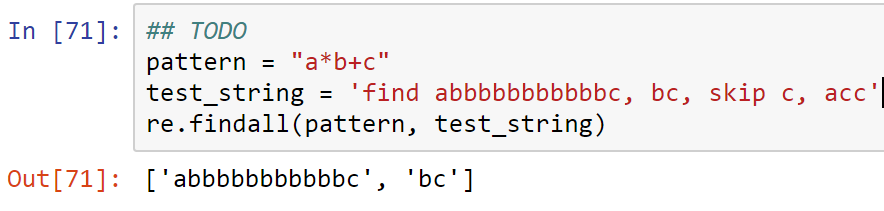 In [71]: ## TODO
pattern = "a*b+c"
test_string = 'find abbbbbbbbbbbc, bc, skip c, acc'
re.findall(pattern, test_string)
Out[71]: ['abbbbbbbbbbbc', 'bc']